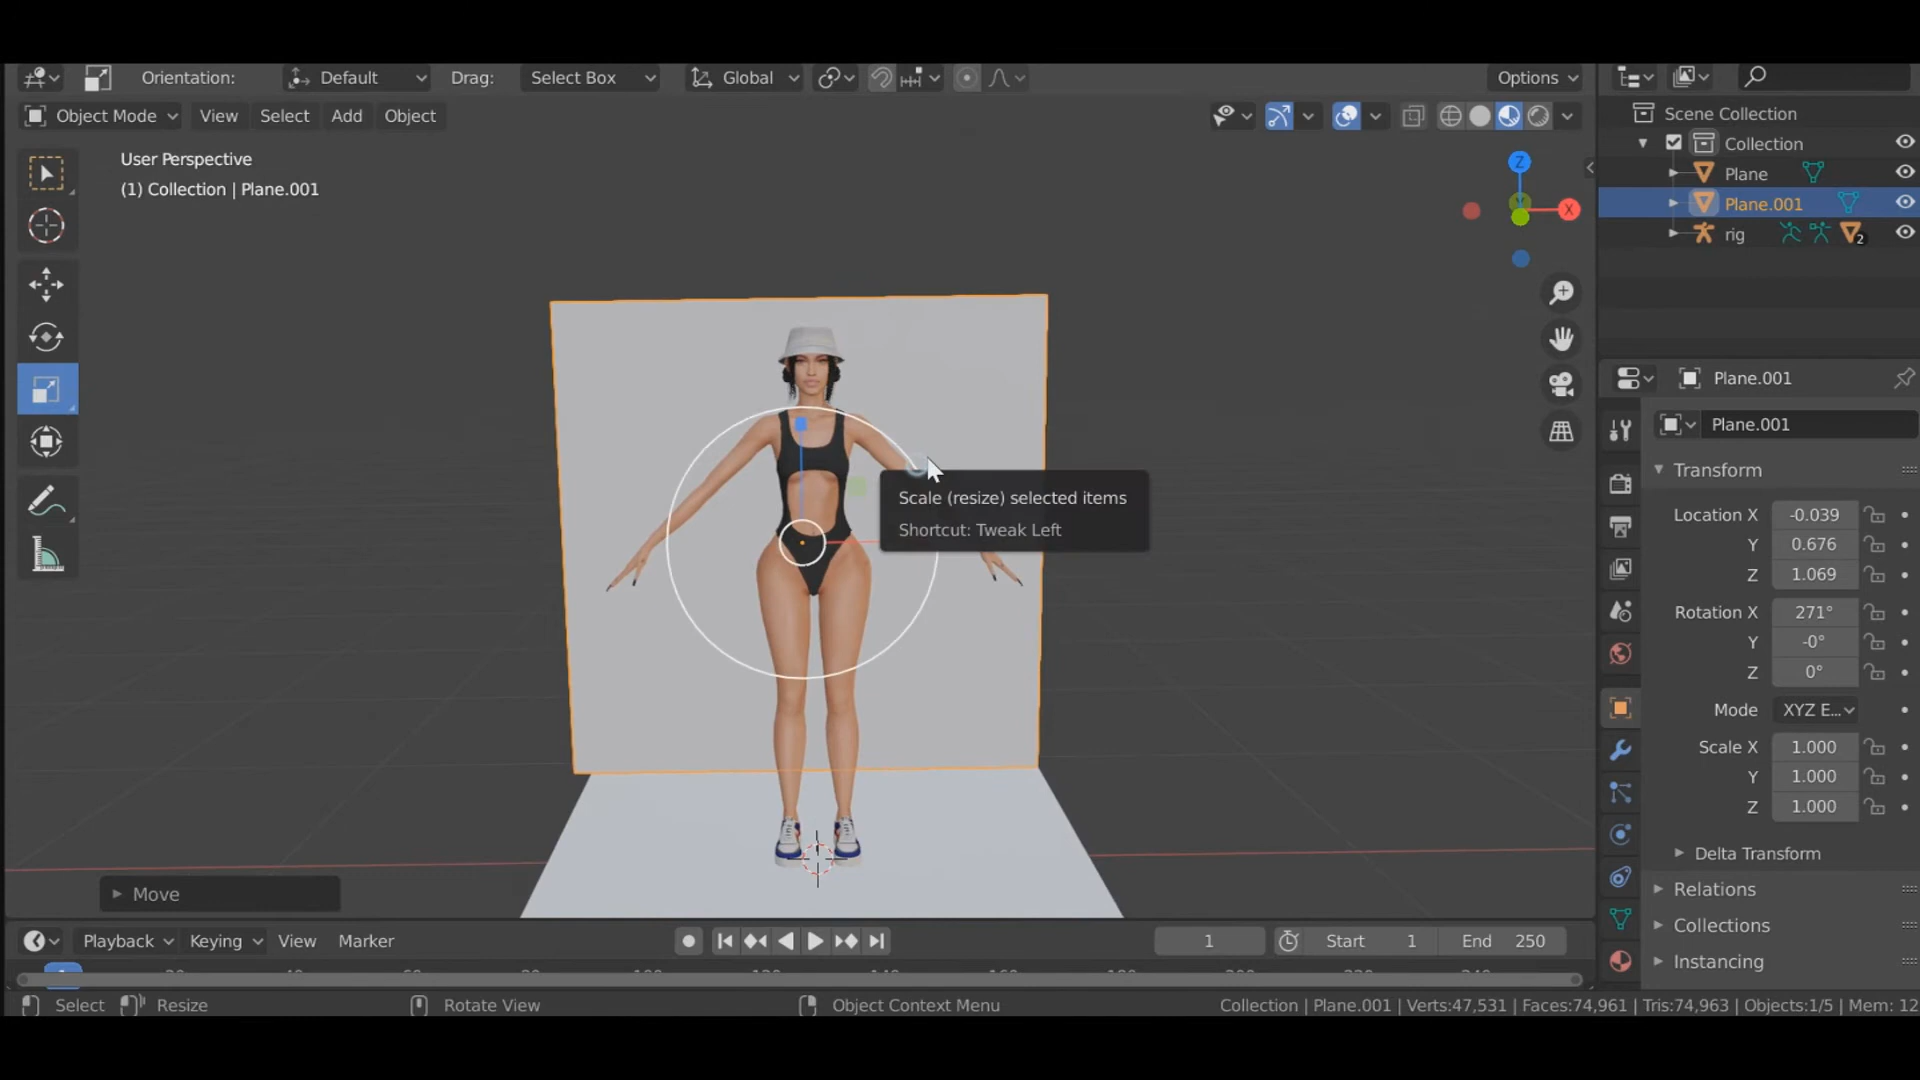 Orientation: Default Drag: Select Box Global Options
Object Mode View Select Add Object
User Perspective
(1) Collection | Plane.001
Z
X
Scale (resize) selected items
Shortcut: Tweak Left
Move
Scene Collection
Collection
Plane
Plane.001
rig 2
Plane.001
Plane.001
Transform
Location X -0.039
Y 0.676
Z 1.069
Rotation X 271°
Y -0°
Z 0°
Mode XYZ E...
Scale X 1.000
Y 1.000
Z 1.000
Delta Transform
Relations
Collections
Instancing
Playback Keying View Marker 1 Start 1 End 250
Select Resize Rotate View Object Context Menu Collection | Plane.001 | Verts:47,531 | Faces:74,961 | Tris:74,963 | Objects:1/5 | Mem: 12